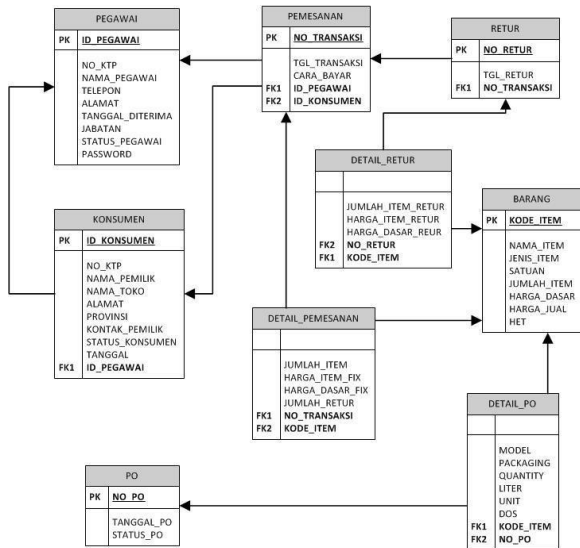 PEGAWAI
PK ID_PEGAWAI
NO_KTP
NAMA_PEGAWAI
TELEPON
ALAMAT
TANGGAL_DITERIMA
JABATAN
STATUS_PEGAWAI
PASSWORD
PEMESANAN
PK NO_TRANSAKSI
TGL_TRANSAKSI
CARA_BAYAR
FK1 ID_PEGAWAI
FK2 ID_KONSUMEN
RETUR
PK NO_RETUR
TGL_RETUR
FK1 NO_TRANSAKSI
DETAIL_RETUR
JUMLAH_ITEM_RETUR
HARGA_ITEM_RETUR
HARGA_DASAR_REUR
FK2 NO_RETUR
FK1 KODE_ITEM
BARANG
PK KODE_ITEM
NAMA_ITEM
JENIS_ITEM
SATUAN
JUMLAH_ITEM
HARGA_DASAR
HARGA_JUAL
HET
KONSUMEN
PK ID_KONSUMEN
NO_KTP
NAMA_PEMILIK
NAMA_TOKO
ALAMAT
PROVINSI
KONTAK_PEMILIK
STATUS_KONSUMEN
TANGGAL
FK1 ID_PEGAWAI
DETAIL_PEMESANAN
JUMLAH_ITEM
HARGA_ITEM_FIX
HARGA_DASAR_FIX
JUMLAH_RETUR
FK1 NO_TRANSAKSI
FK2 KODE_ITEM
DETAIL_PO
MODEL
PACKAGING
QUANTITY
LITER
UNIT
DOS
FK1 KODE_ITEM
FK2 NO_PO
PO
PK NO_PO
TANGGAL_PO
STATUS_PO